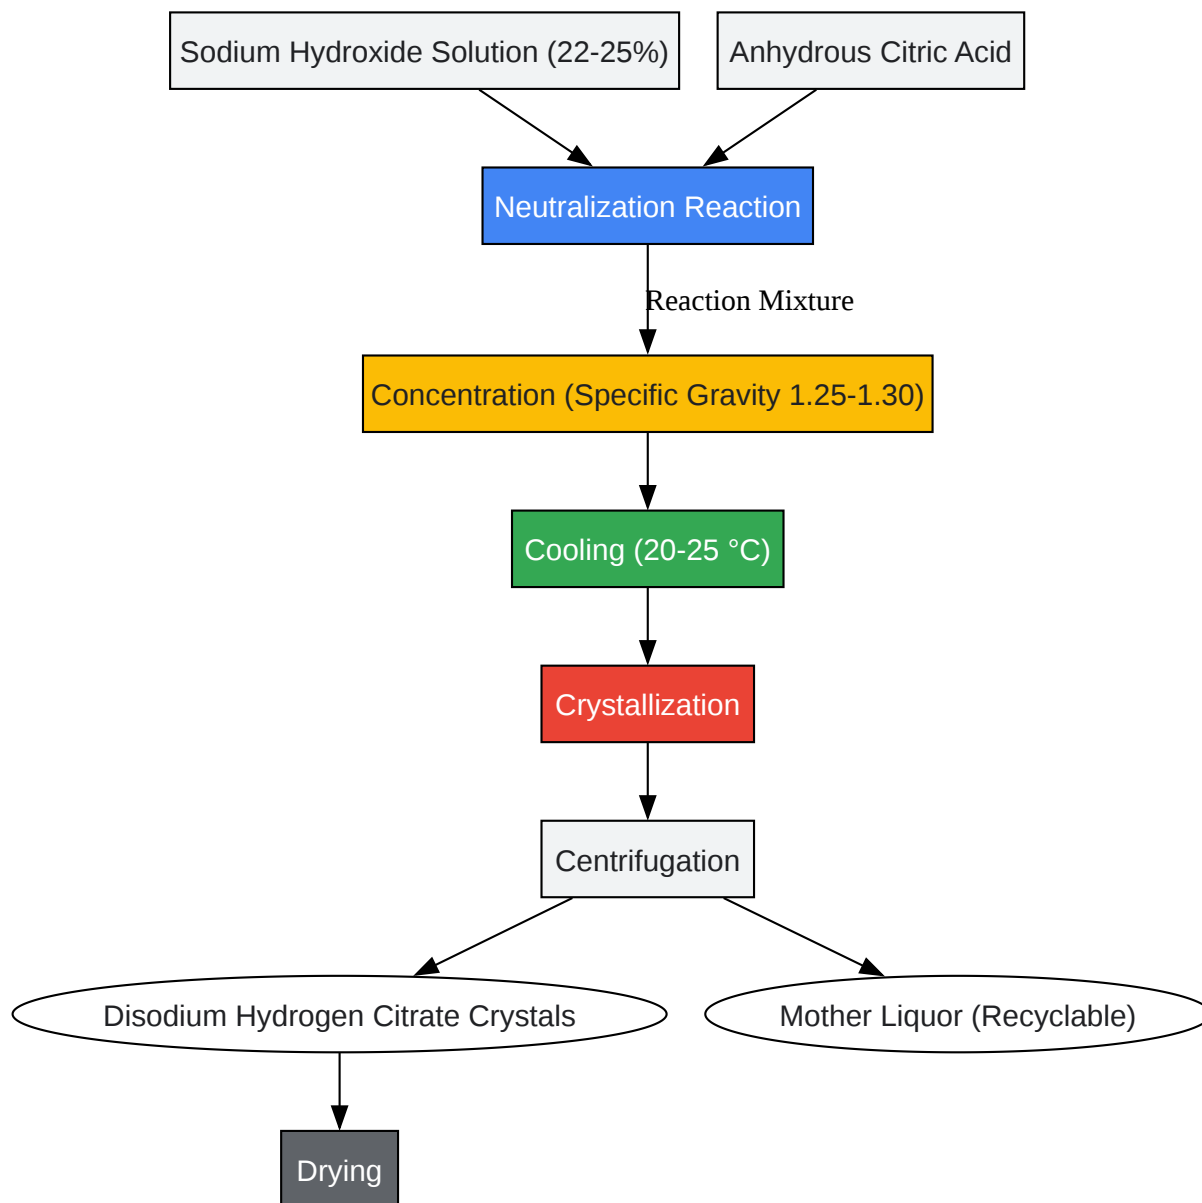 Sodium Hydroxide Solution (22-25%)
Anhydrous Citric Acid
Neutralization Reaction
Reaction Mixture
Concentration (Specific Gravity 1.25-1.30)
Cooling (20-25 °C)
Crystallization
Centrifugation
Disodium Hydrogen Citrate Crystals
Mother Liquor (Recyclable)
Drying